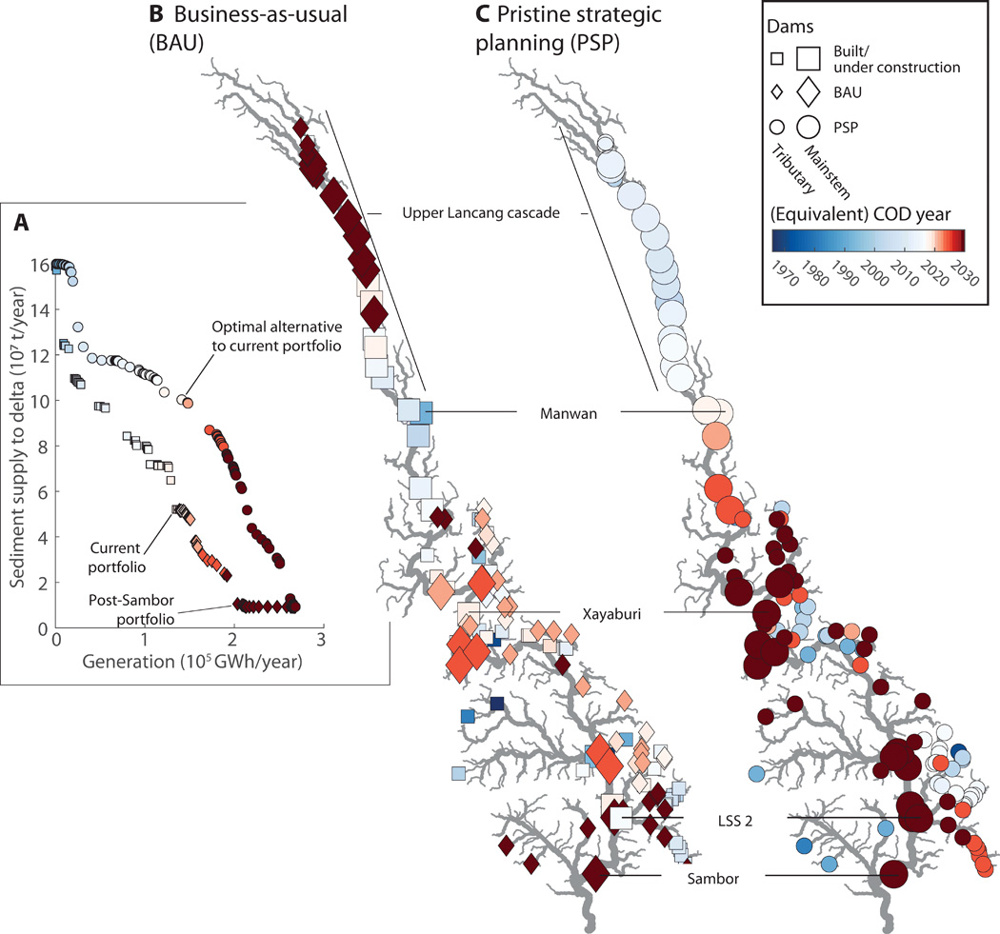 B Business-as-usual
(BAU)
C Pristine strategic
planning (PSP)
Dams
Built/
under construction
BAU
PSP
Tributary
Mainstem
(Equivalent) COD year
1970
1980
1990
2000
2010
2020
2030
Upper Lancang cascade
A
16
14
12
10
8
6
4
2
0
Sediment supply to delta (10⁷ t/year)
Optimal alternative
to current portfolio
Current
portfolio
Post-Sambor
portfolio
0
1
2
3
Generation (10⁵ GWh/year)
Manwan
Xayaburi
LSS 2
Sambor